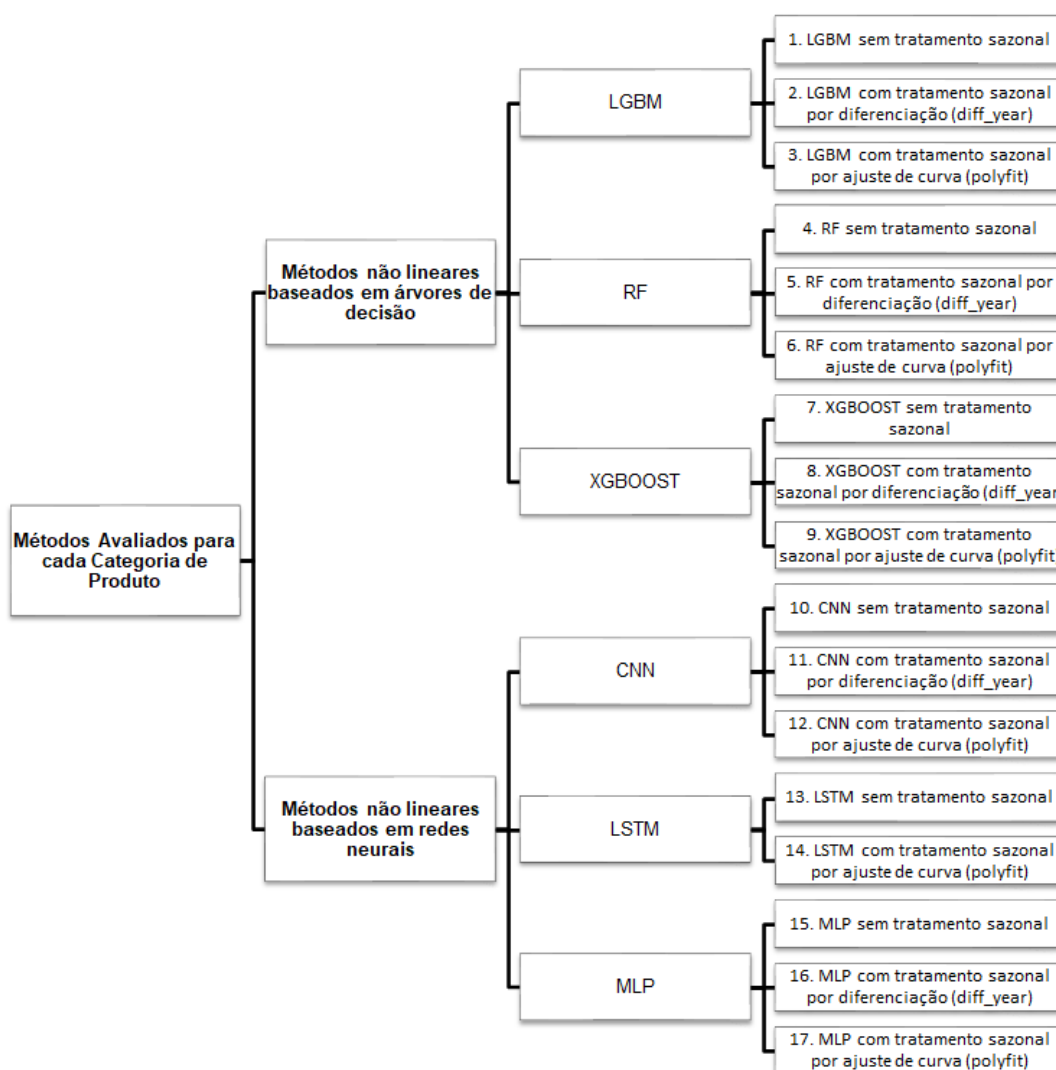 Métodos Avaliados para
cada Categoria de
Produto
Métodos não lineares
baseados em árvores de
decisão
LGBM
1. LGBM sem tratamento sazonal
2. LGBM com tratamento sazonal
por diferenciação (diff_year)
3. LGBM com tratamento sazonal
por ajuste de curva (polyfit)
RF
4. RF sem tratamento sazonal
5. RF com tratamento sazonal por
diferenciação (diff_year)
6. RF com tratamento sazonal por
ajuste de curva (polyfit)
XGBOOST
7. XGBOOST sem tratamento
sazonal
8. XGBOOST com tratamento
sazonal por diferenciação (diff_year
9. XGBOOST com tratamento
sazonal por ajuste de curva (polyfit)
Métodos não lineares
baseados em redes
neurais
CNN
10. CNN sem tratamento sazonal
11. CNN com tratamento sazonal
por diferenciação (diff_year)
12. CNN com tratamento sazonal
por ajuste de curva (polyfit)
LSTM
13. LSTM sem tratamento sazonal
14. LSTM com tratamento sazonal
por ajuste de curva (polyfit)
MLP
15. MLP sem tratamento sazonal
16. MLP com tratamento sazonal
por diferenciação (diff_year)
17. MLP com tratamento sazonal
por ajuste de curva (polyfit)